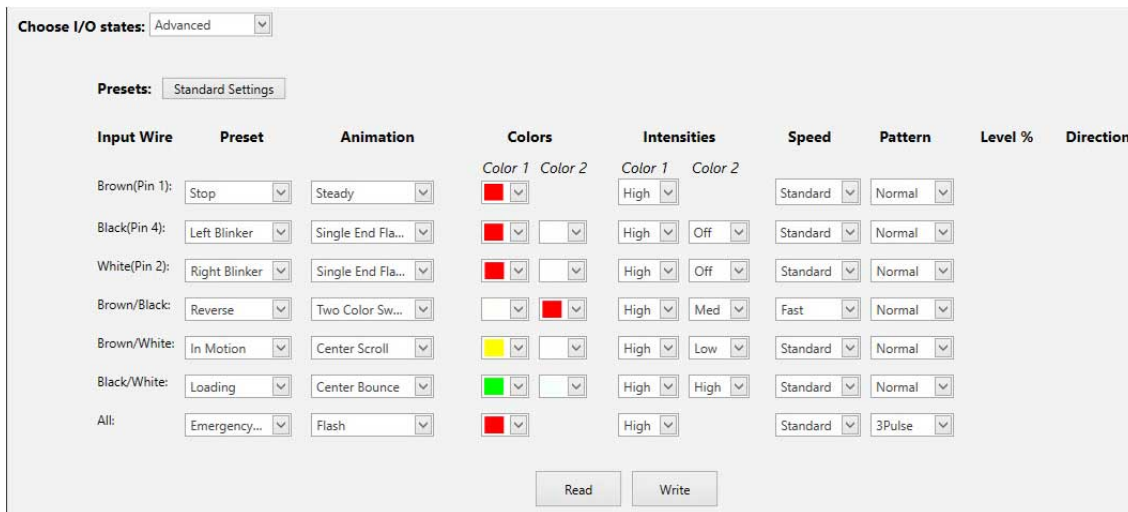 Choose I/O states: Advanced
Presets: Standard Settings
Input Wire Preset Animation Colors Intensities Speed Pattern Level % Direction
Color 1 Color 2 Color 1 Color 2
Brown(Pin 1): Stop Steady High Standard Normal
Black(Pin 4): Left Blinker Single End Fla... High Off Standard Normal
White(Pin 2): Right Blinker Single End Fla... High Off Standard Normal
Brown/Black: Reverse Two Color Sw... High Med Fast Normal
Brown/White: In Motion Center Scroll High Low Standard Normal
Black/White: Loading Center Bounce High High Standard Normal
All: Emergency... Flash High Standard 3Pulse
Read Write